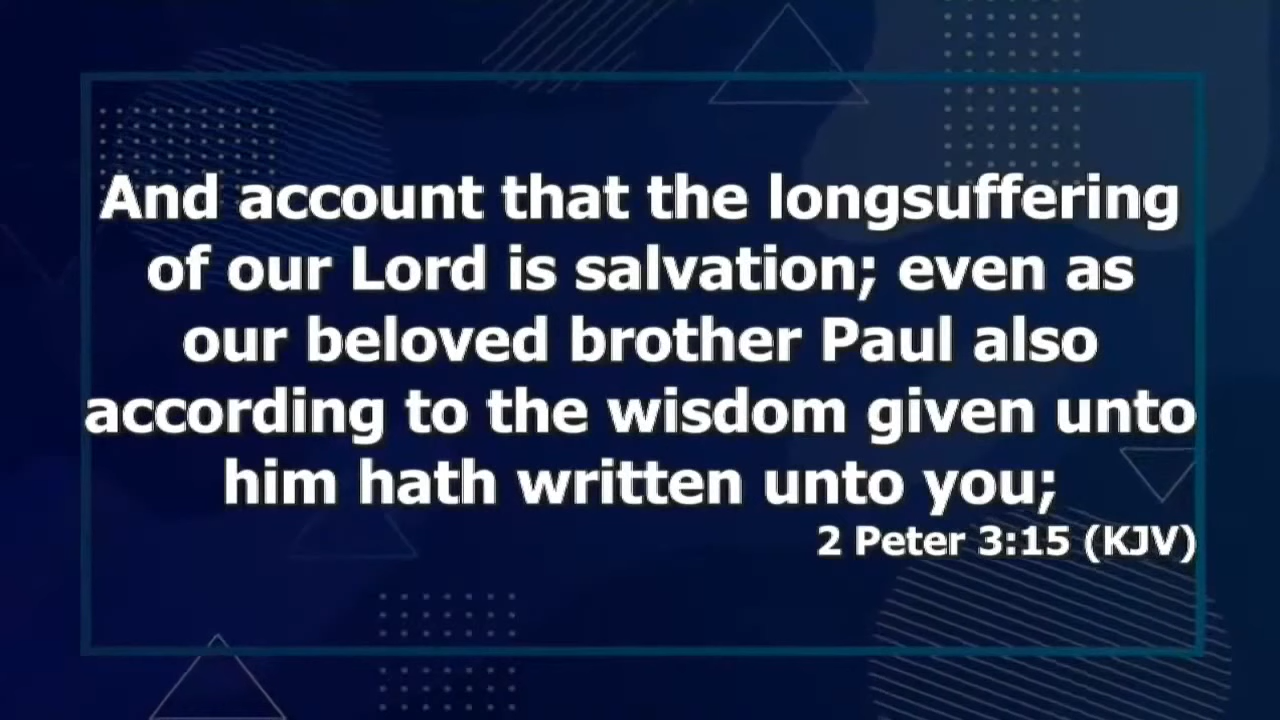 And account that the longsuffering
of our Lord is salvation; even as
our beloved brother Paul also
according to the wisdom given unto
him hath written unto you;
2 Peter 3:15 (KJV)